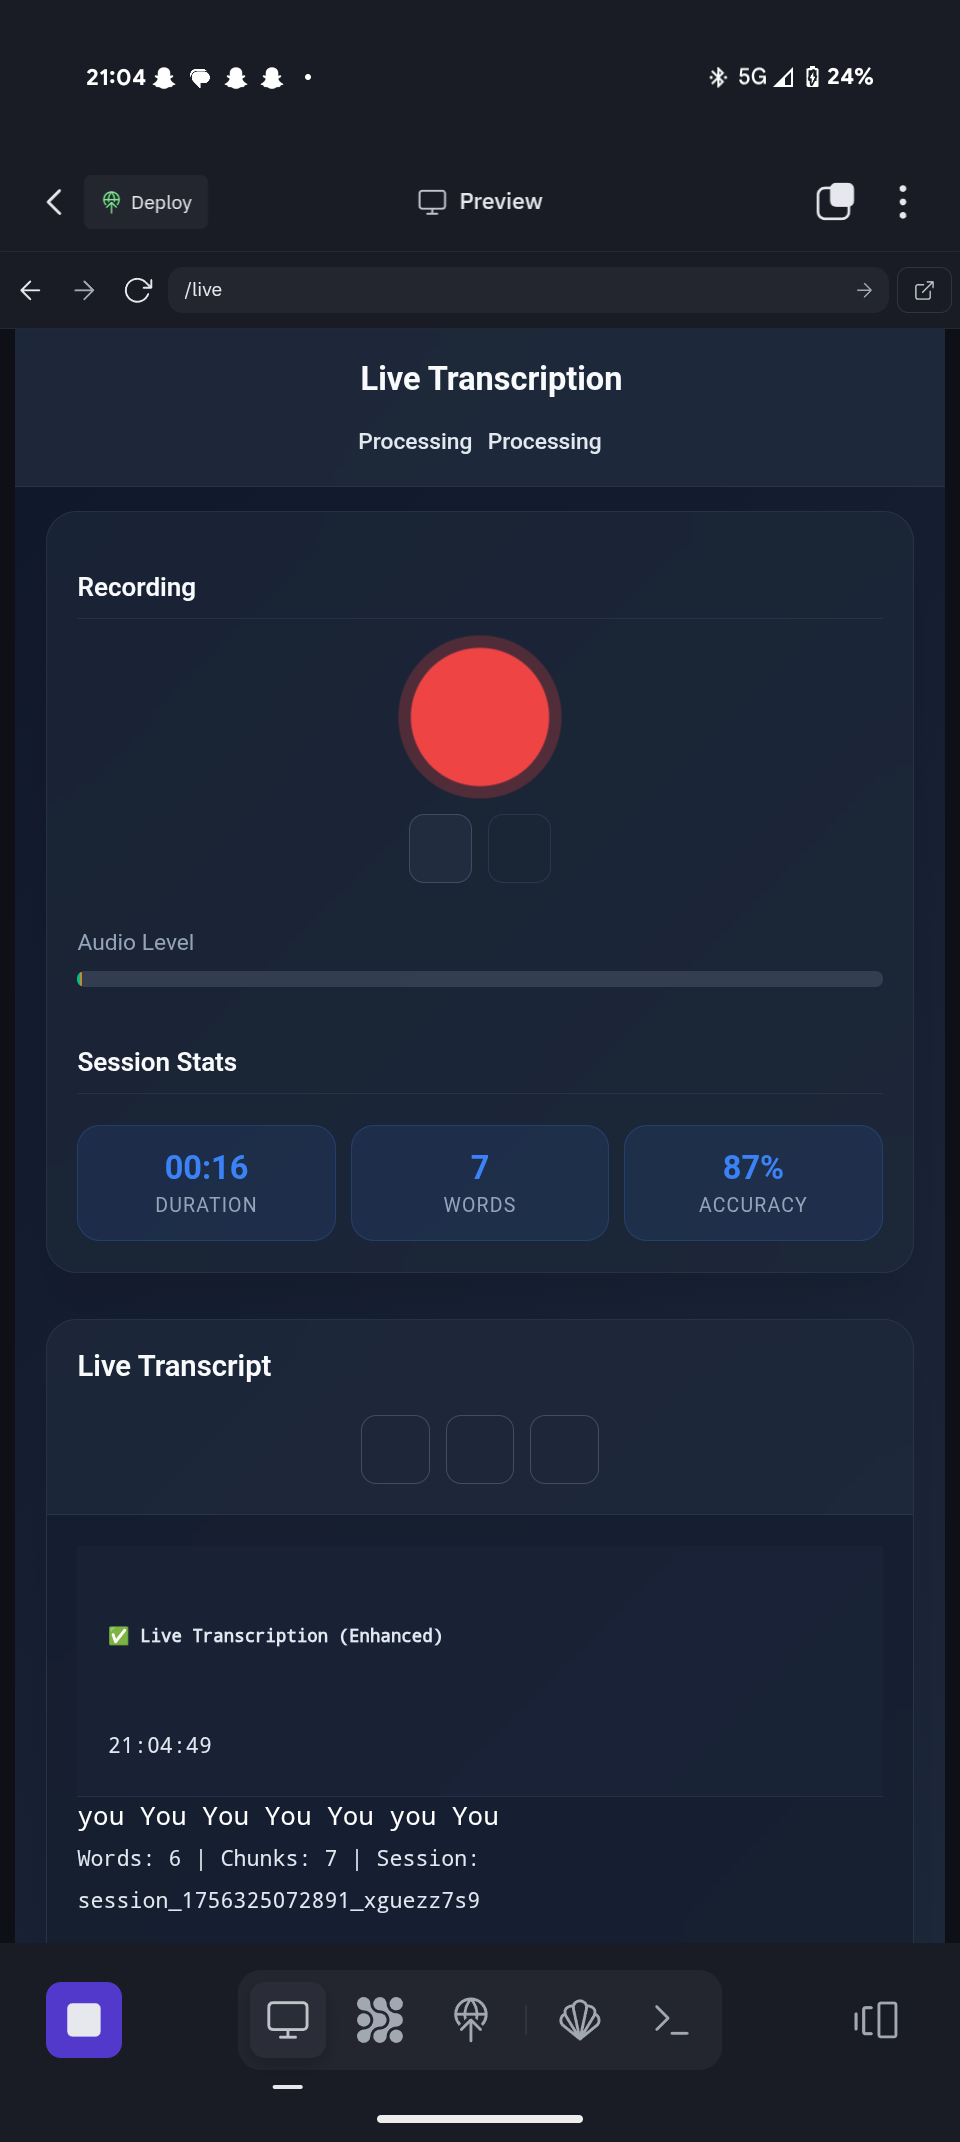 21:04
5G
24%
Deploy
Preview
/live
Live Transcription
Processing Processing
Recording
Audio Level
Session Stats
00:16
DURATION
7
WORDS
87%
ACCURACY
Live Transcript
✅ Live Transcription (Enhanced)
21:04:49
you You You You You you You
Words: 6 | Chunks: 7 | Session:
session_1756325072891_xguezz7s9